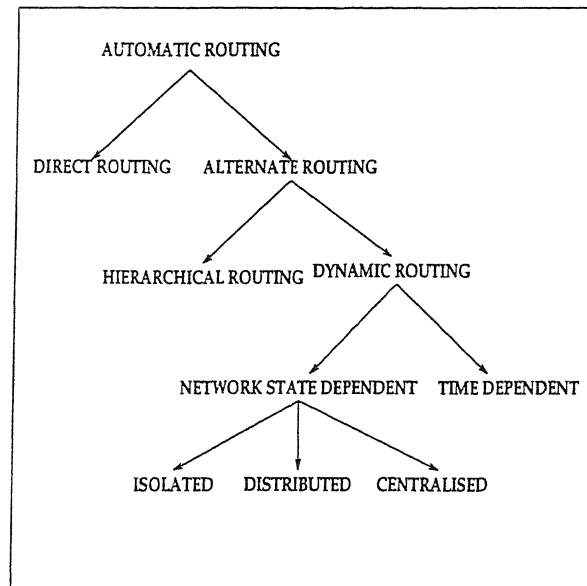 AUTOMATIC ROUTING
DIRECT ROUTING
ALTERNATE ROUTING
HIERARCHICAL ROUTING
DYNAMIC ROUTING
NETWORK STATE DEPENDENT
TIME DEPENDENT
ISOLATED
DISTRIBUTED
CENTRALISED